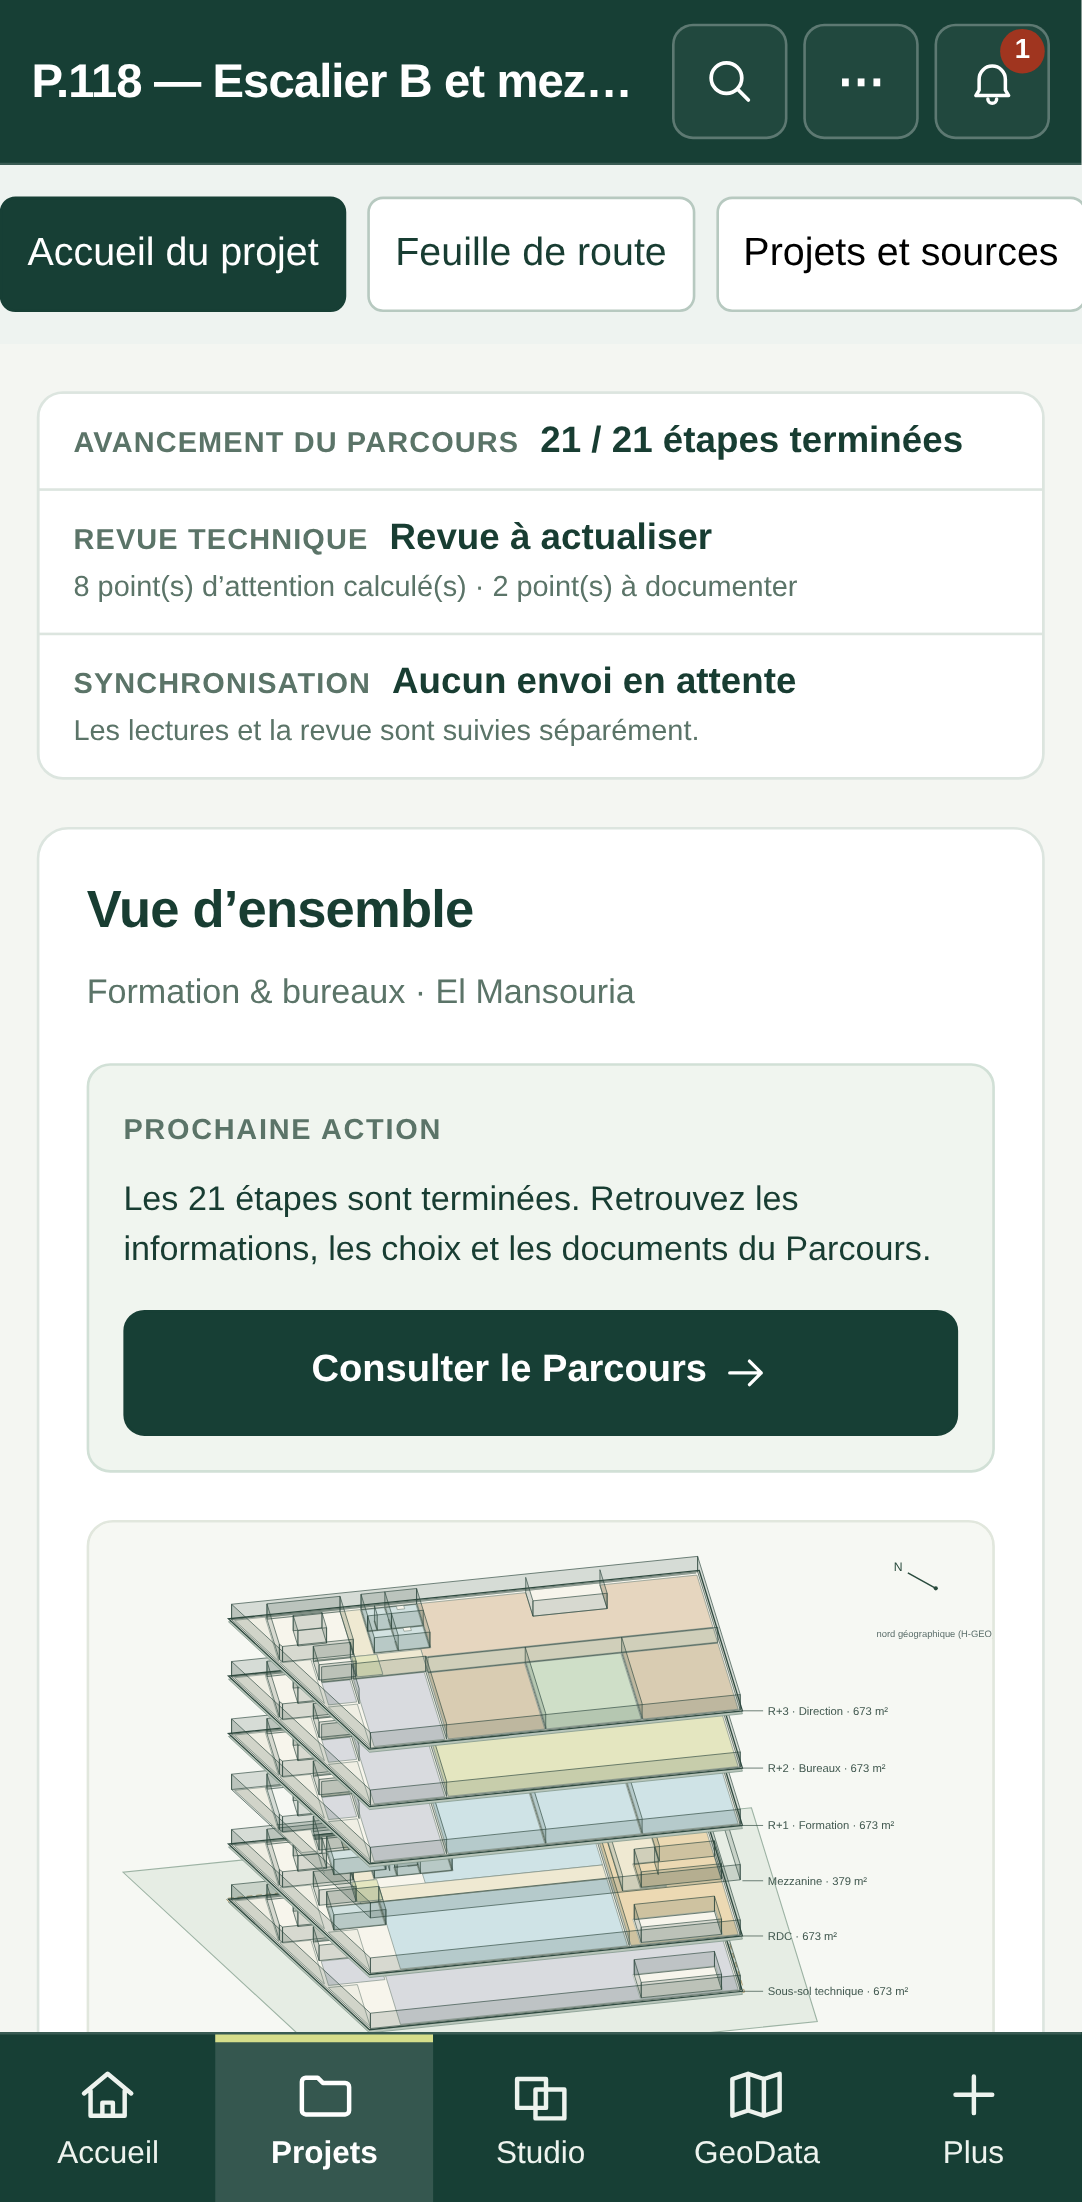 P.118 — Escalier B et mez…
1
Accueil du projet
Feuille de route
Projets et sources
AVANCEMENT DU PARCOURS 21 / 21 étapes terminées
REVUE TECHNIQUE Revue à actualiser
8 point(s) d’attention calculé(s) · 2 point(s) à documenter
SYNCHRONISATION Aucun envoi en attente
Les lectures et la revue sont suivies séparément.
Vue d’ensemble
Formation & bureaux · El Mansouria
PROCHAINE ACTION
Les 21 étapes sont terminées. Retrouvez les
informations, les choix et les documents du Parcours.
Consulter le Parcours →
N
nord géographique (H-GEO
R+3 · Direction · 673 m²
R+2 · Bureaux · 673 m²
R+1 · Formation · 673 m²
Mezzanine · 379 m²
RDC · 673 m²
Sous-sol technique · 673 m²
Accueil
Projets
Studio
GeoData
Plus